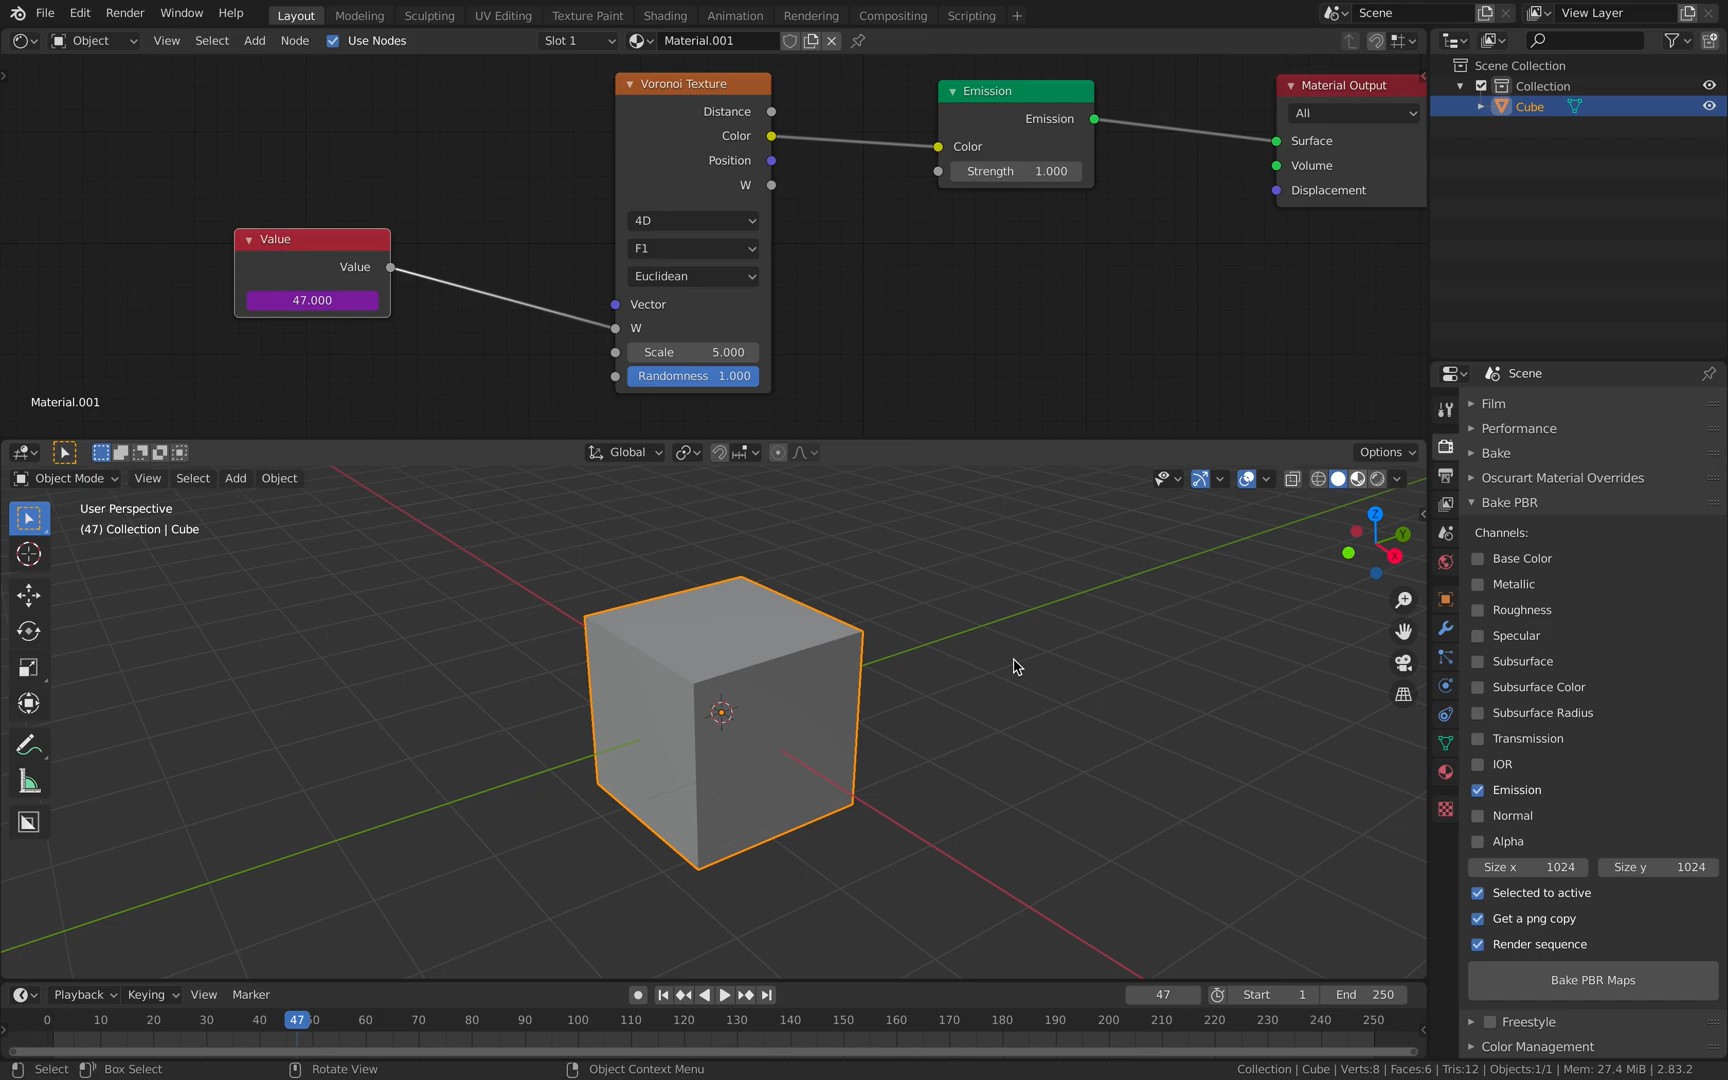 File Edit Render Window Help Layout Modeling Sculpting UV Editing Texture Paint Shading Animation Rendering Compositing Scripting + Scene View Layer
Object View Select Add Node Use Nodes Slot 1 Material.001
Scene Collection
Collection
Cube
Voronoi Texture
Distance
Color
Position
W
4D
F1
Euclidean
Vector
W
Scale 5.000
Randomness 1.000
Emission
Emission
Color
Strength 1.000
Material Output
All
Surface
Volume
Displacement
Value
Value
47.000
Material.001
Global Options
Object Mode View Select Add Object
User Perspective
(47) Collection | Cube
Z
Y
X
Scene
Film
Performance
Bake
Oscurart Material Overrides
Bake PBR
Channels:
Base Color
Metallic
Roughness
Specular
Subsurface
Subsurface Color
Subsurface Radius
Transmission
IOR
Emission
Normal
Alpha
Size x 1024 Size y 1024
Selected to active
Get a png copy
Render sequence
Bake PBR Maps
Freestyle
Color Management
Playback Keying View Marker 47 Start 1 End 250
0 10 20 30 40 47 50 60 70 80 90 100 110 120 130 140 150 160 170 180 190 200 210 220 230 240 250
Select Box Select Rotate View Object Context Menu Collection | Cube | Verts:8 | Faces:6 | Tris:12 | Objects:1/1 | Mem: 27.4 MiB | 2.83.2